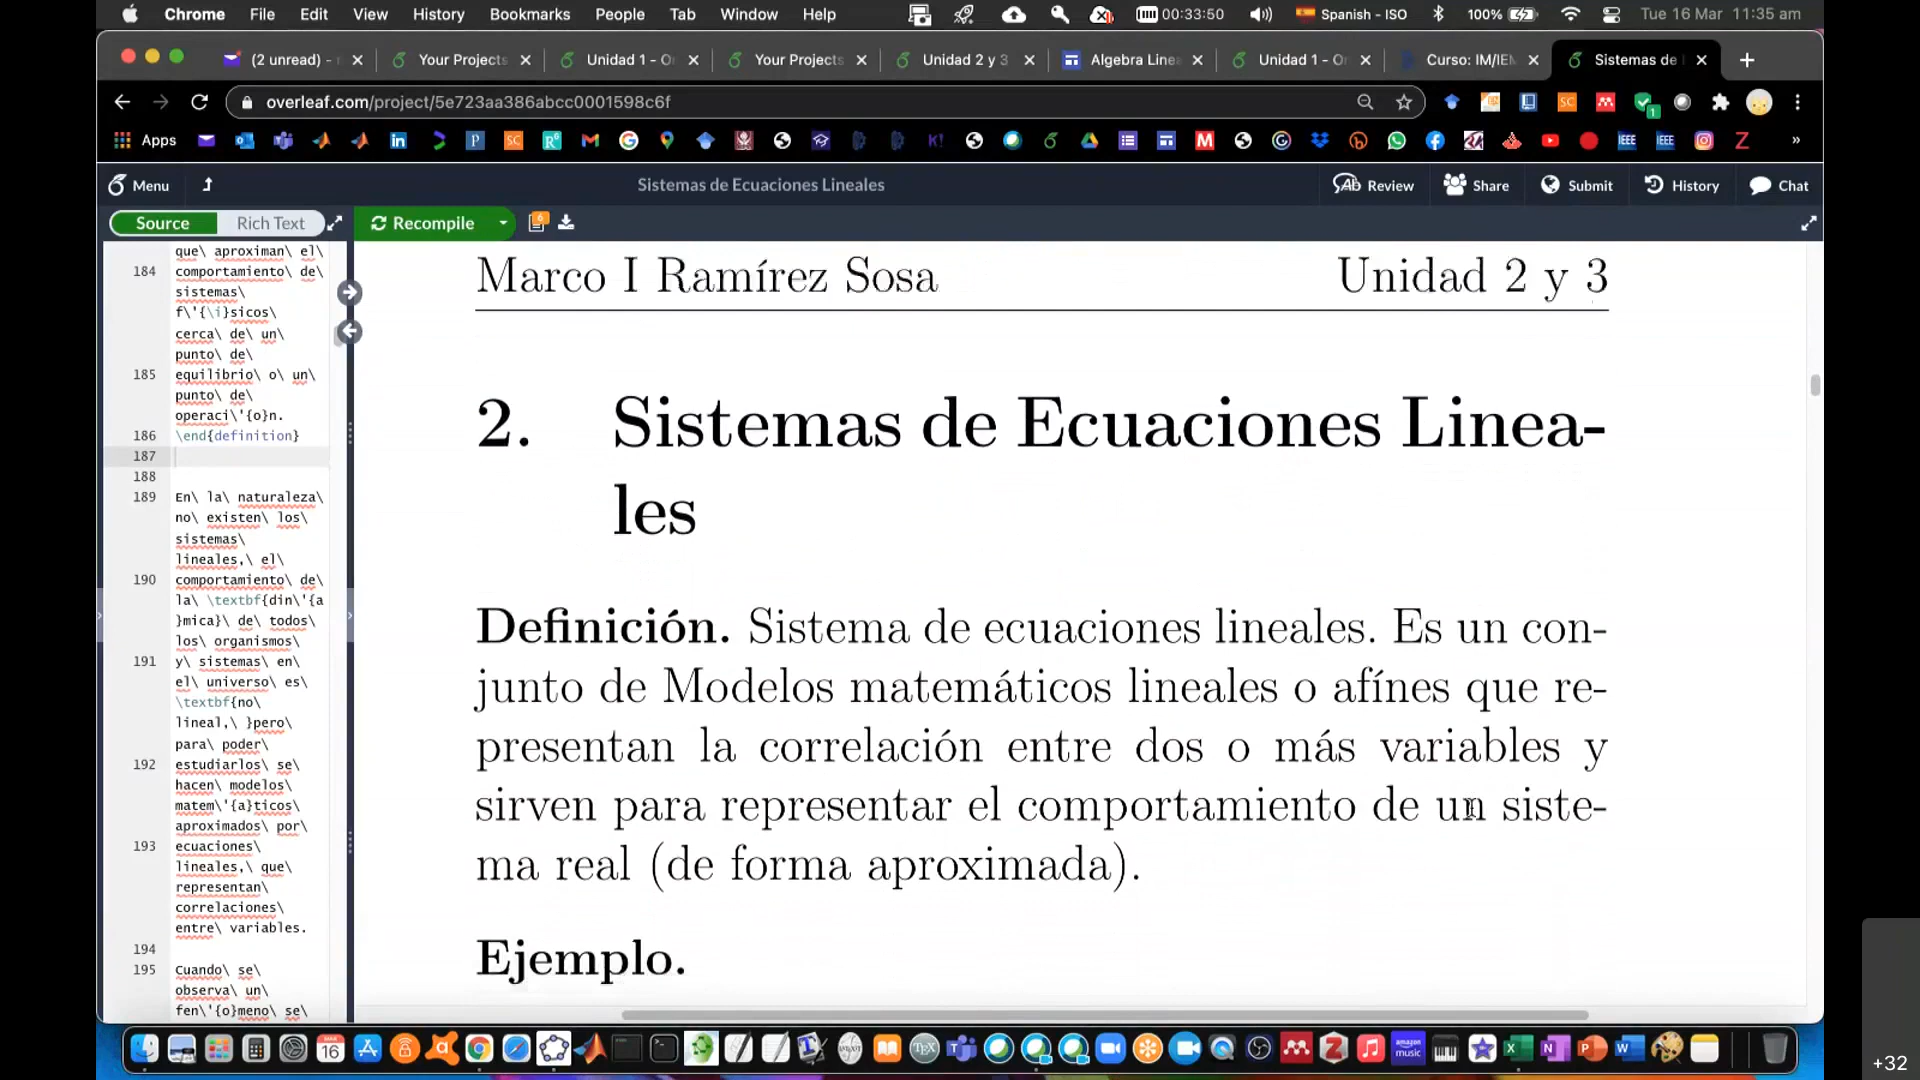 Chrome File Edit View History Bookmarks People Tab Window Help 00:33:50 Spanish - ISO 100% Tue 16 Mar 11:35 am
(2 unread) - Your Projects Unidad 1 - O Your Projects Unidad 2 y 3 Algebra Line Unidad 1 - O Curso: IM/IEM Sistemas de
overleaf.com/project/5e723aa386abcc0001598c6f
Apps
Menu Sistemas de Ecuaciones Lineales Review Share Submit History Chat
Source Rich Text Recompile
que\ aproximan\ el\
184 comportamiento\ de\
sistemas\
f\'{\i}sicos\
cerca\ de\ un\
punto\ de\
185 equilibrio\ o\ un\
punto\ de\
operaci\'{o}n.
186 \end{definition}
187
188
189 En\ la\ naturaleza\
no\ existen\ los\
sistemas\
lineales,\ el\
190 comportamiento\ de\
la\ \textbf{din\'{a
}mica}\ de\ todos\
los\ organismos\
191 y\ sistemas\ en\
el\ universo\ es\
\textbf{no\
lineal,\ }pero\
para\ poder\
192 estudiarlos\ se\
hacen\ modelos\
matem\'{a}ticos\
aproximados\ por\
193 ecuaciones\
lineales,\ que\
representan\
correlaciones\
entre\ variables.
194
195 Cuando\ se\
observa\ un\
fen\'{o}meno\ se\
Marco I Ramírez Sosa Unidad 2 y 3
2. Sistemas de Ecuaciones Linea-
les
Definición. Sistema de ecuaciones lineales. Es un con-
junto de Modelos matemáticos lineales o afínes que re-
presentan la correlación entre dos o más variables y
sirven para representar el comportamiento de un siste-
ma real (de forma aproximada).
Ejemplo.
+32